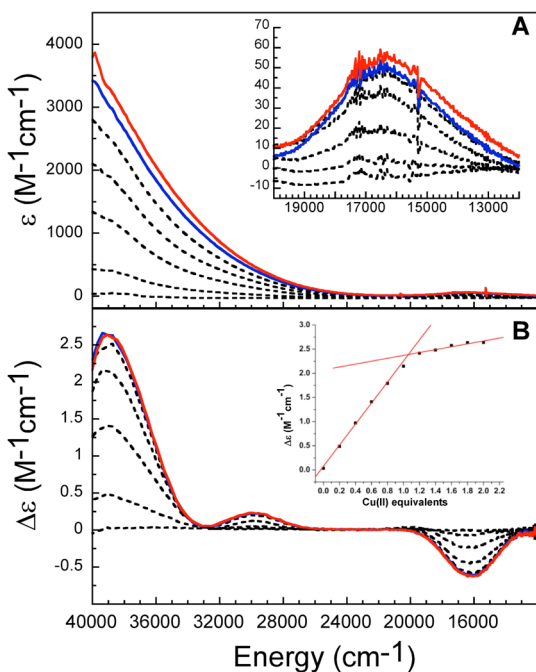 A
ε (M-1cm-1)
4000
3000
2000
1000
0
70
60
50
40
30
20
10
0
-10
19000 17000 15000 13000
B
Δε (M-1cm-1)
2.5
2
1.5
1
0.5
0
-0.5
Δε (M-1cm-1)
3.0
2.5
2.0
1.5
1.0
0.5
0.0
0.0 0.2 0.4 0.6 0.8 1.0 1.2 1.4 1.6 1.8 2.0 2.2
Cu(II) equivalents
40000 36000 32000 28000 24000 20000 16000
Energy (cm-1)